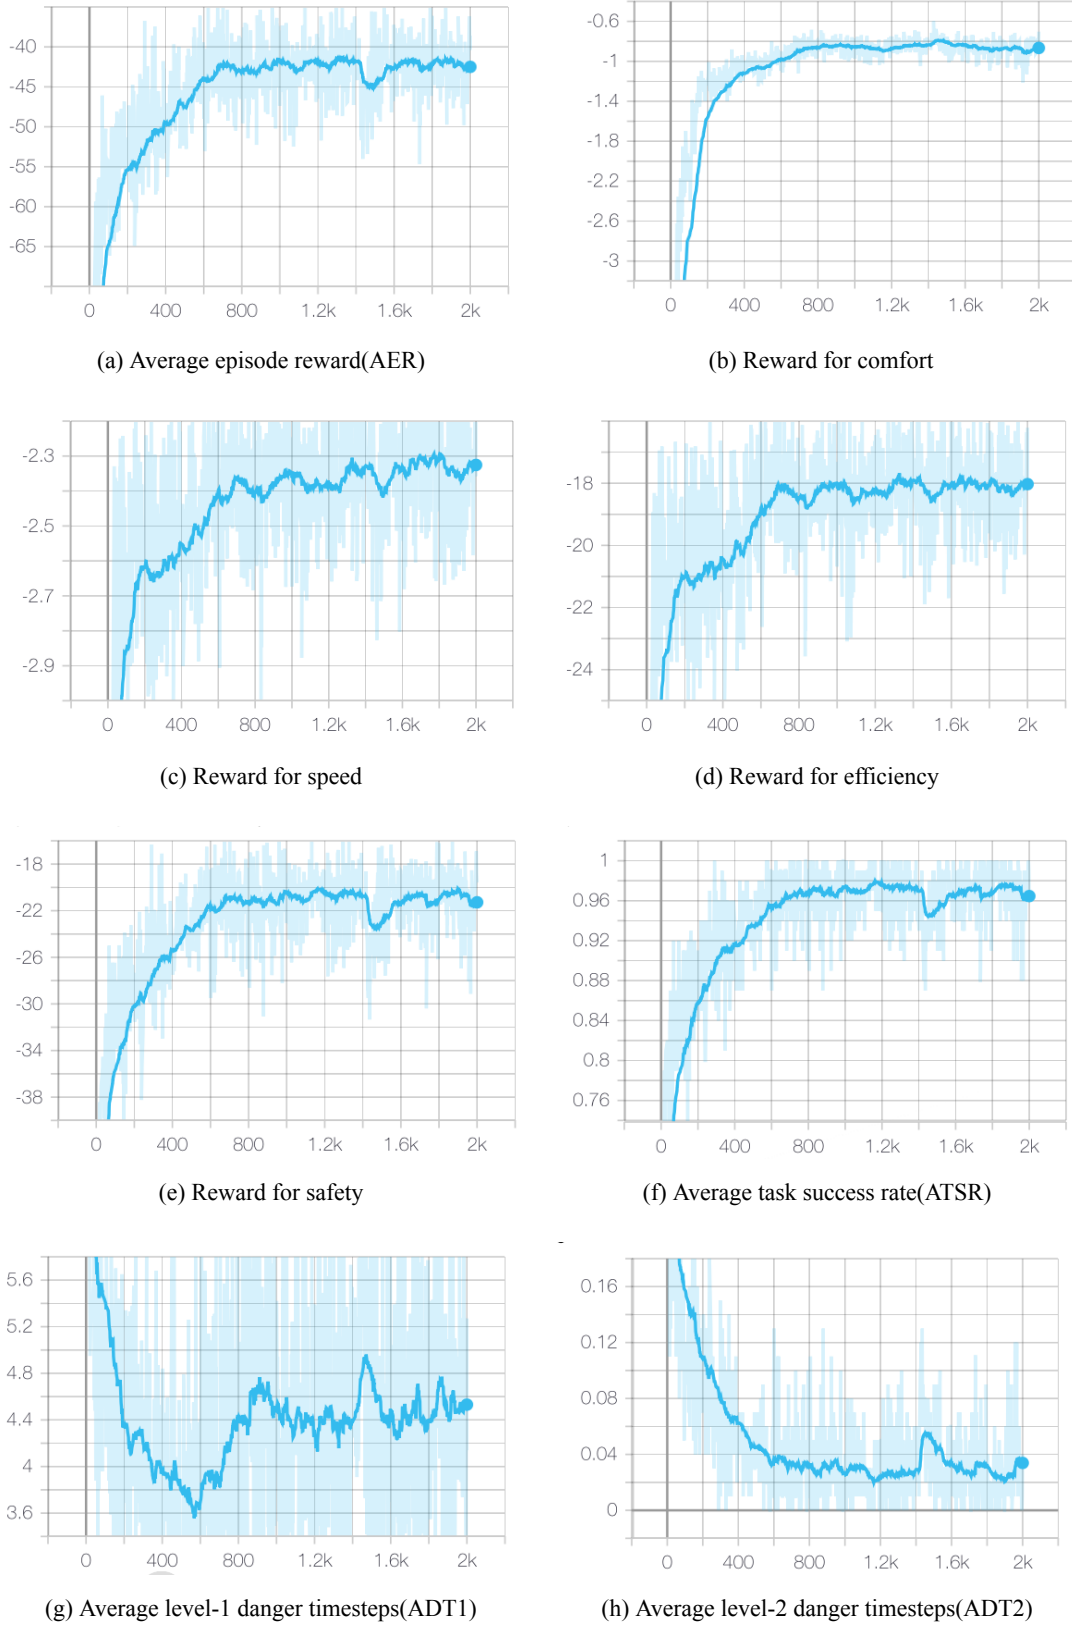 -40
-45
-50
-55
-60
-65
0 400 800 1.2k 1.6k 2k
(a) Average episode reward(AER)
-0.6
-1
-1.4
-1.8
-2.2
-2.6
-3
0 400 800 1.2k 1.6k 2k
(b) Reward for comfort
-2.3
-2.5
-2.7
-2.9
0 400 800 1.2k 1.6k 2k
(c) Reward for speed
-18
-20
-22
-24
0 400 800 1.2k 1.6k 2k
(d) Reward for efficiency
-18
-22
-26
-30
-34
-38
0 400 800 1.2k 1.6k 2k
(e) Reward for safety
1
0.96
0.92
0.88
0.84
0.8
0.76
0 400 800 1.2k 1.6k 2k
(f) Average task success rate(ATSR)
5.6
5.2
4.8
4.4
4
3.6
0 400 800 1.2k 1.6k 2k
(g) Average level-1 danger timesteps(ADT1)
0.16
0.12
0.08
0.04
0
0 400 800 1.2k 1.6k 2k
(h) Average level-2 danger timesteps(ADT2)